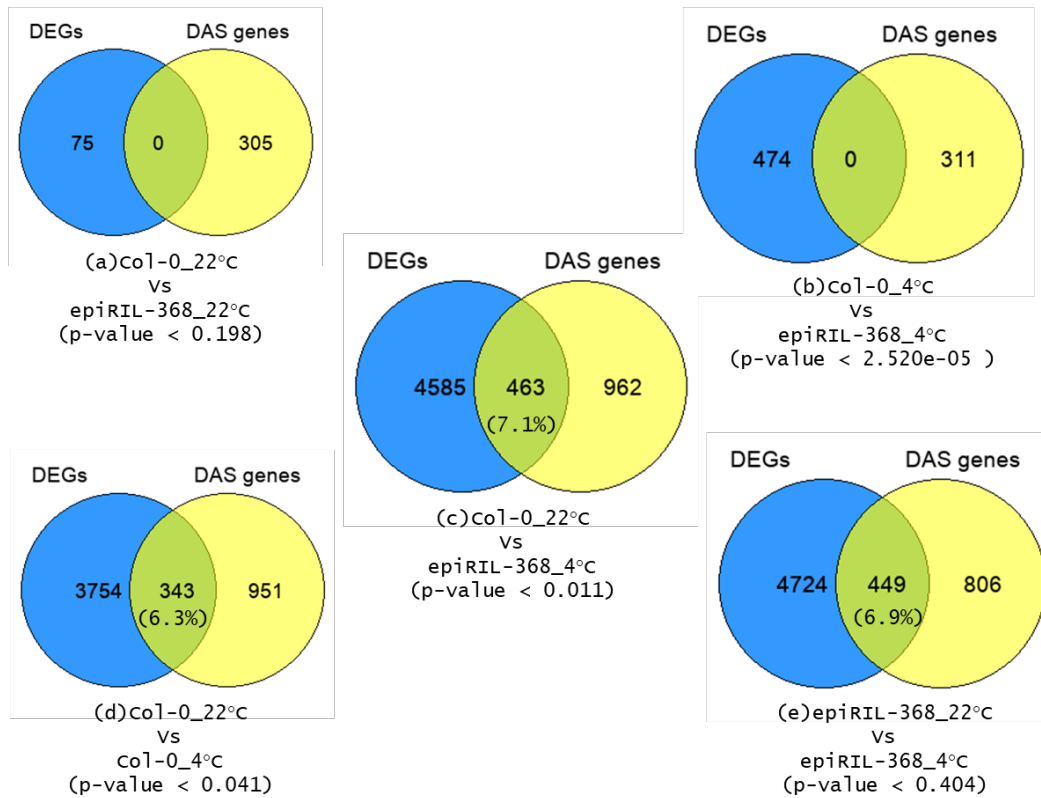 DEGs DAS genes
75 0 305
(a)Col-0_22°C
Vs
epiRIL-368_22°C
(p-value < 0.198)
DEGs DAS genes
474 0 311
(b)Col-0_4°C
Vs
epiRIL-368_4°C
(p-value < 2.520e-05 )
DEGs DAS genes
4585 463 962
(7.1%)
(c)Col-0_22°C
Vs
epiRIL-368_4°C
(p-value < 0.011)
DEGs DAS genes
3754 343 951
(6.3%)
(d)Col-0_22°C
Vs
Col-0_4°C
(p-value < 0.041)
DEGs DAS genes
4724 449 806
(6.9%)
(e)epiRIL-368_22°C
Vs
epiRIL-368_4°C
(p-value < 0.404)